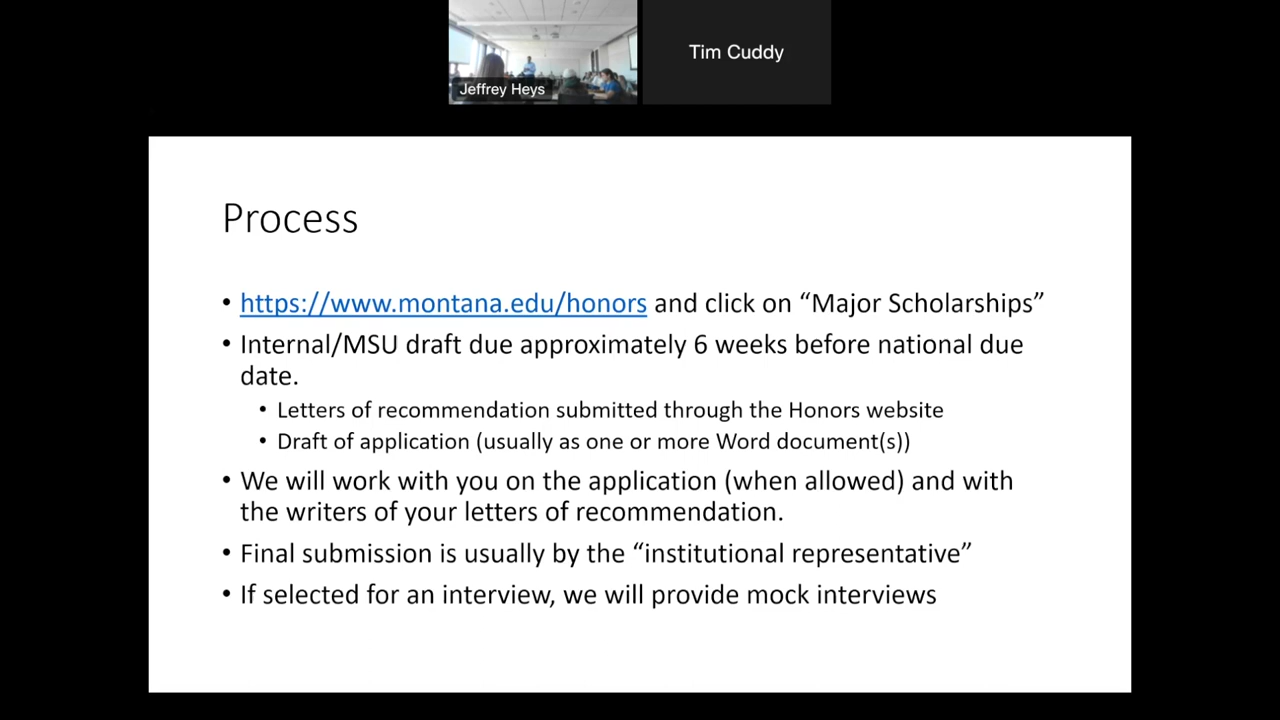 Jeffrey Heys
Tim Cuddy
Process
• https://www.montana.edu/honors and click on “Major Scholarships”
• Internal/MSU draft due approximately 6 weeks before national due
date.
• Letters of recommendation submitted through the Honors website
• Draft of application (usually as one or more Word document(s))
• We will work with you on the application (when allowed) and with
the writers of your letters of recommendation.
• Final submission is usually by the “institutional representative”
• If selected for an interview, we will provide mock interviews